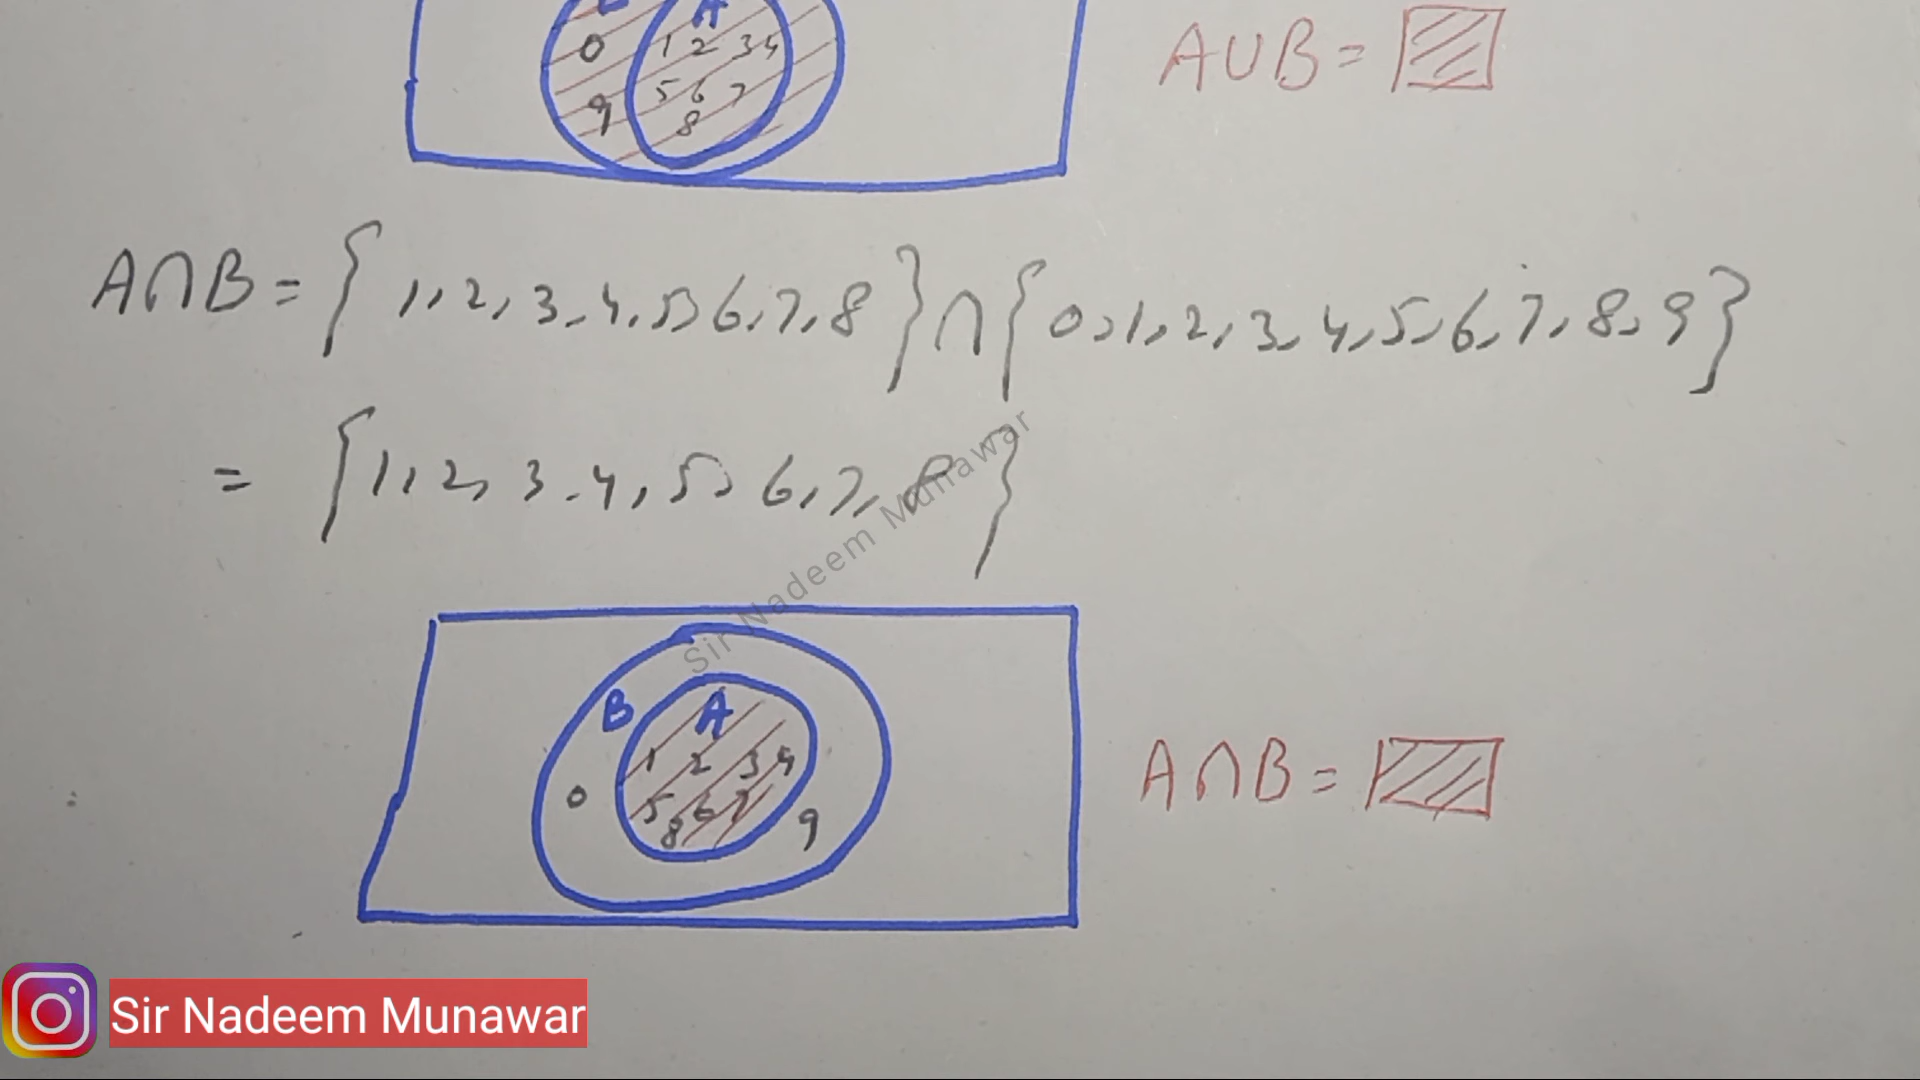 B A
0 1 2 3 4
9 5 6 7
8
A∪B =
A∩B = { 1, 2, 3, 4, 5, 6, 7, 8 } ∩ { 0, 1, 2, 3, 4, 5, 6, 7, 8, 9 }
= { 1, 2, 3, 4, 5, 6, 7, 8 }
Sir Nadeem Munawar
B A
1 2 3 4
0 5 6 7 9
8
A∩B =
Sir Nadeem Munawar